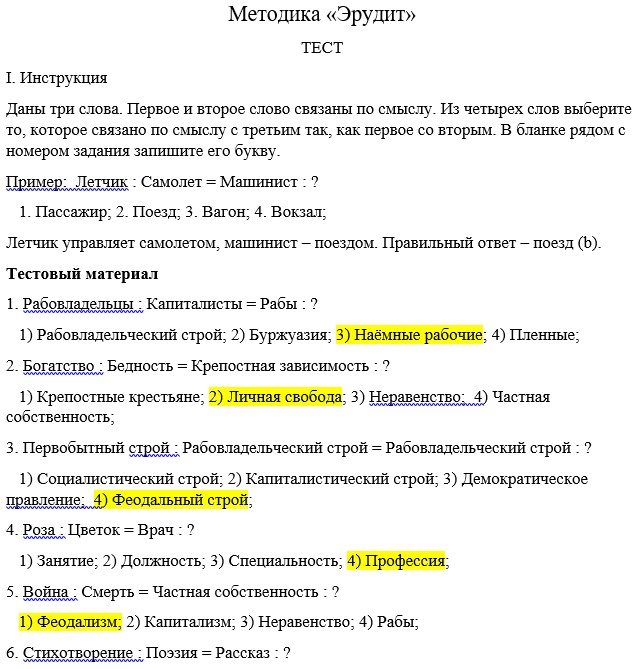 Методика «Эрудит»
ТЕСТ
I. Инструкция
Даны три слова. Первое и второе слово связаны по смыслу. Из четырех слов выберите
то, которое связано по смыслу с третьим так, как первое со вторым. В бланке рядом с
номером задания запишите его букву.
Пример:  Летчик : Самолет = Машинист : ?
1. Пассажир; 2. Поезд; 3. Вагон; 4. Вокзал;
Летчик управляет самолетом, машинист – поездом. Правильный ответ – поезд (b).
Тестовый материал
1. Рабовладельцы : Капиталисты = Рабы : ?
1) Рабовладельческий строй; 2) Буржуазия; 3) Наёмные рабочие; 4) Пленные;
2. Богатство : Бедность = Крепостная зависимость : ?
1) Крепостные крестьяне; 2) Личная свобода; 3) Неравенство;  4) Частная
собственность;
3. Первобытный строй : Рабовладельческий строй = Рабовладельческий строй : ?
1) Социалистический строй; 2) Капиталистический строй; 3) Демократическое
правление;  4) Феодальный строй;
4. Роза : Цветок = Врач : ?
1) Занятие; 2) Должность; 3) Специальность; 4) Профессия;
5. Война : Смерть = Частная собственность : ?
1) Феодализм; 2) Капитализм; 3) Неравенство; 4) Рабы;
6. Стихотворение : Поэзия = Рассказ : ?